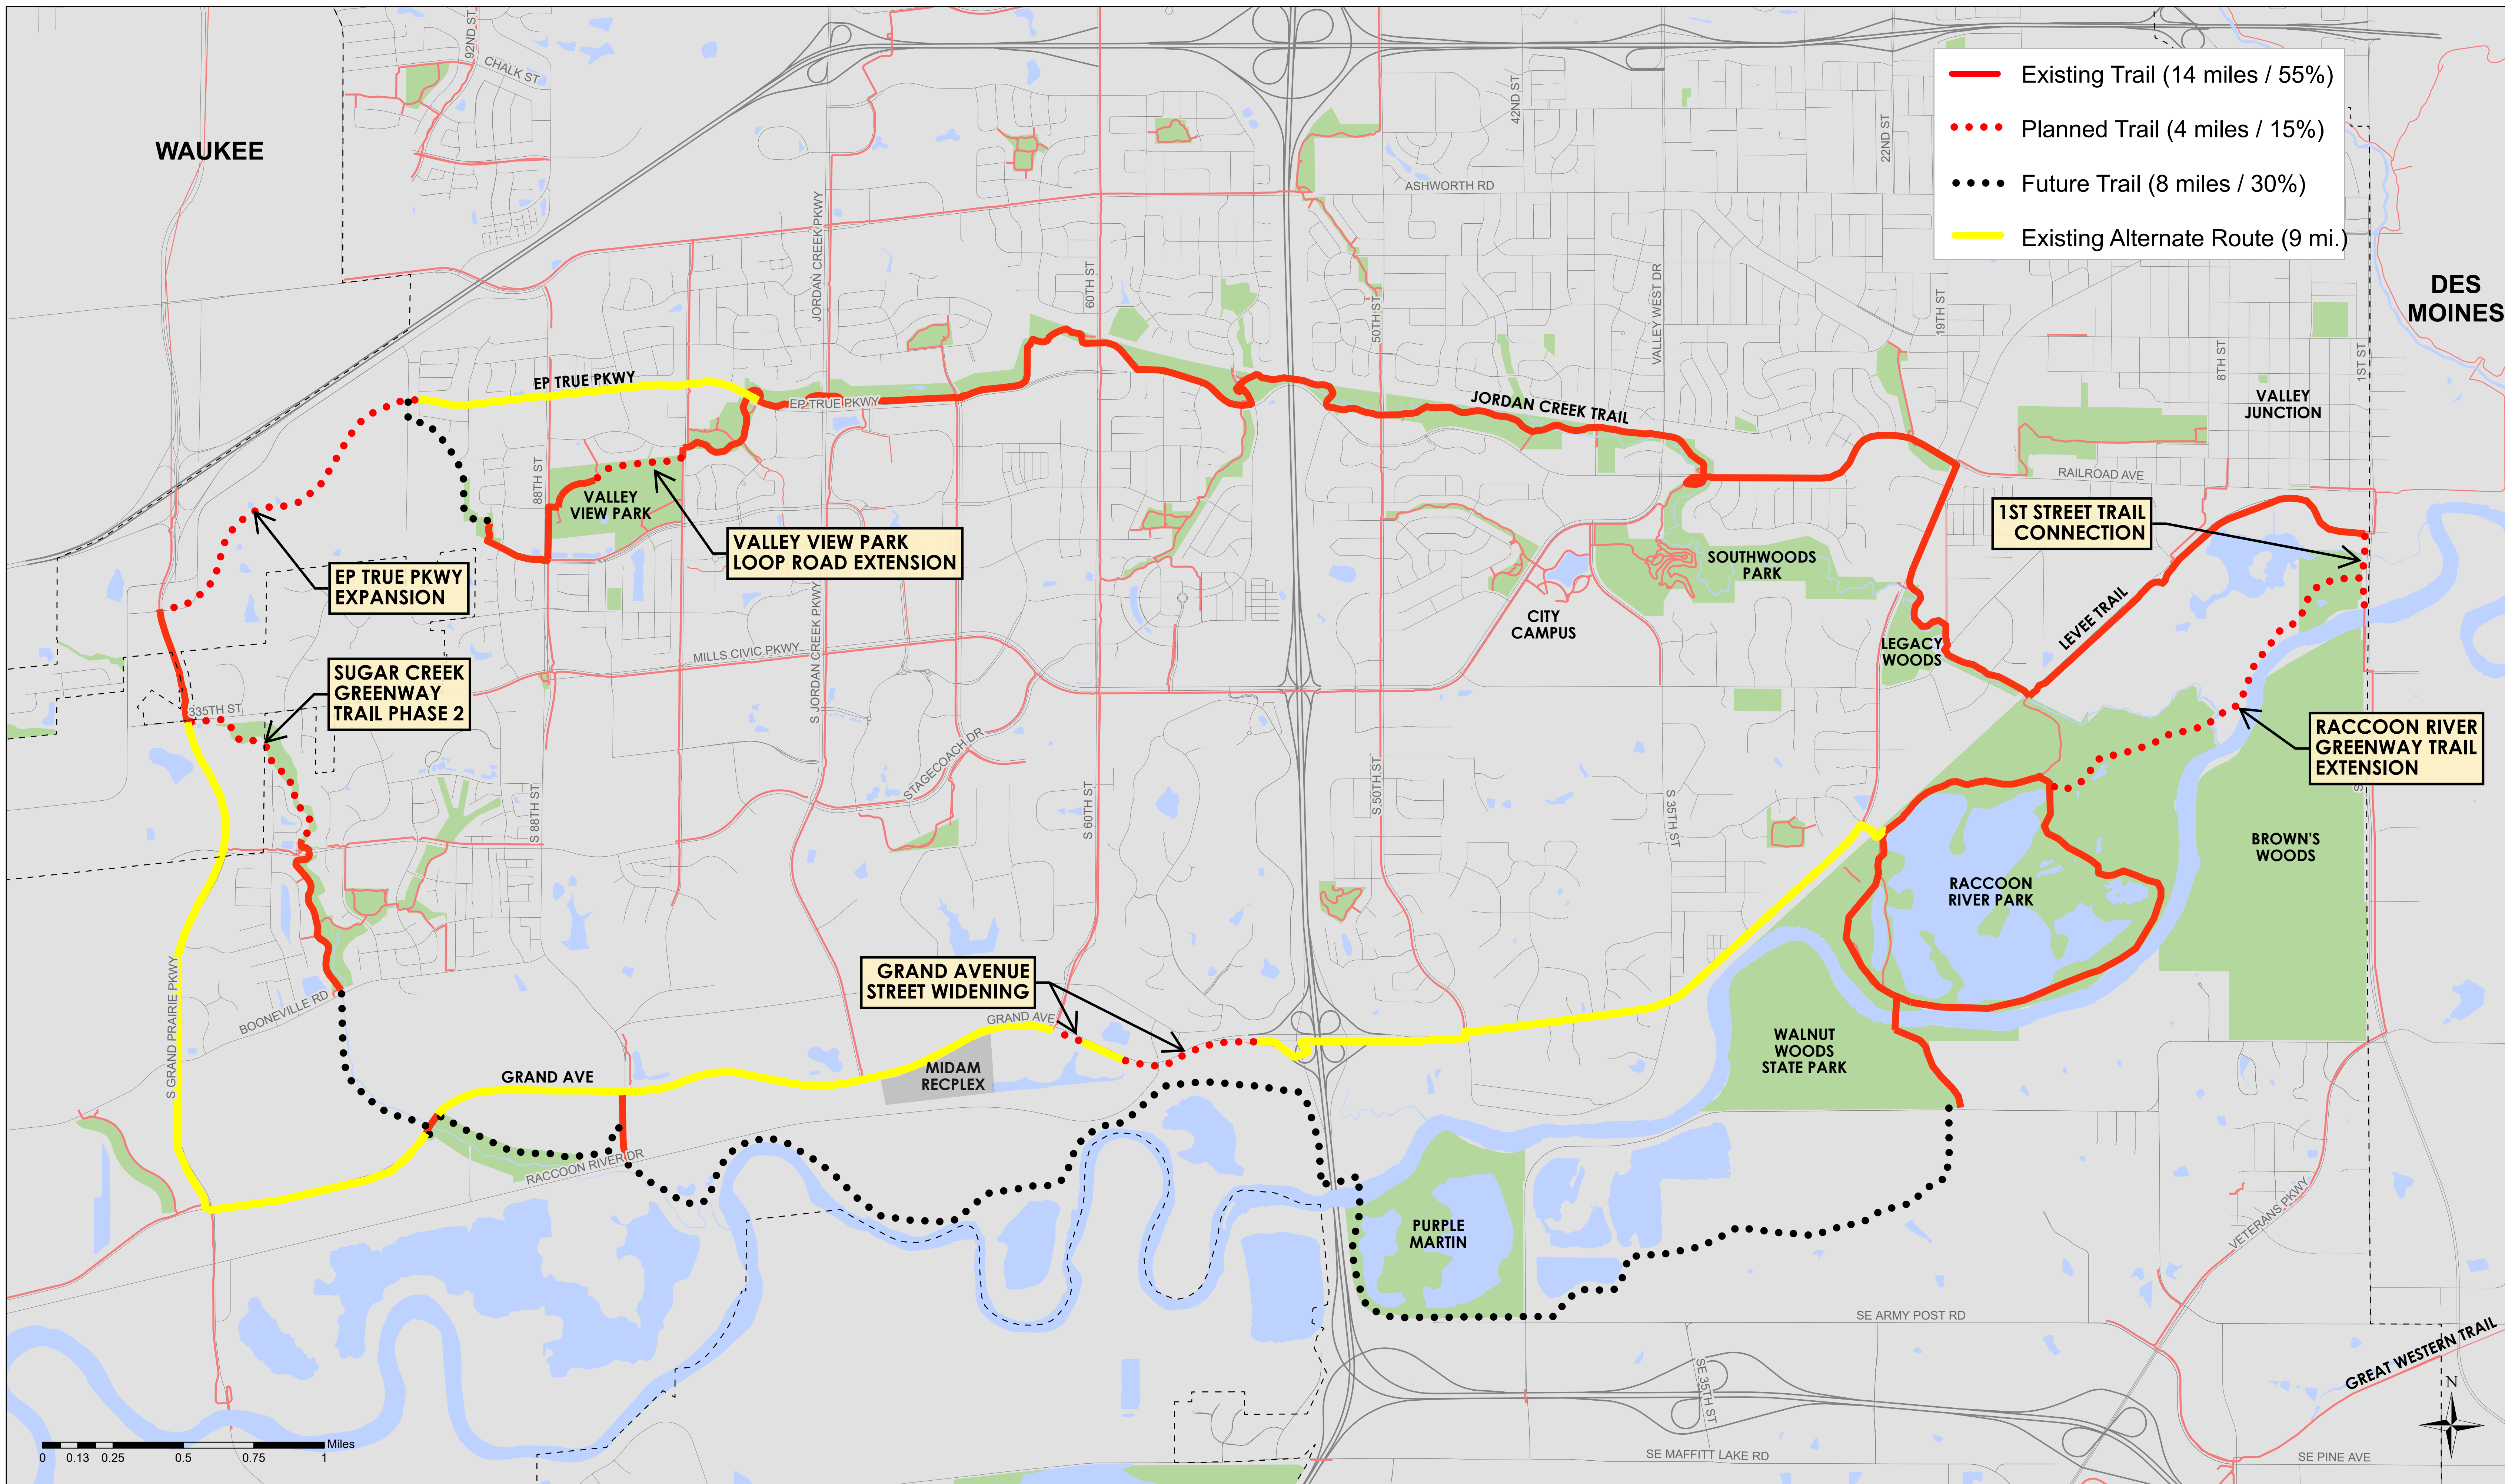 92ND ST
CHALK ST
WAUKEE
Existing Trail (14 miles / 55%)
Planned Trail (4 miles / 15%)
Future Trail (8 miles / 30%)
Existing Alternate Route (9 mi.)
42ND ST
22ND ST
ASHWORTH RD
JORDAN CREEK PKWY
60TH ST
50TH ST
VALLEY WEST DR
19TH ST
8TH ST
1ST ST
DES
MOINES
EP TRUE PKWY
EP TRUE PKWY
JORDAN CREEK TRAIL
VALLEY
JUNCTION
RAILROAD AVE
88TH ST
VALLEY
VIEW PARK
VALLEY VIEW PARK
LOOP ROAD EXTENSION
1ST STREET TRAIL
CONNECTION
EP TRUE PKWY
EXPANSION
SOUTHWOODS
PARK
CITY
CAMPUS
LEVEE TRAIL
LEGACY
WOODS
S JORDAN CREEK PKWY
MILLS CIVIC PKWY
SUGAR CREEK
GREENWAY
TRAIL PHASE 2
335TH ST
RACCOON RIVER
GREENWAY TRAIL
EXTENSION
STAGECOACH DR
S 88TH ST
S 60TH ST
S 50TH ST
S 35TH ST
S
BROWN'S
WOODS
RACCOON
RIVER PARK
S GRAND PRAIRIE PKWY
BOONEVILLE RD
GRAND AVENUE
STREET WIDENING
GRAND AVE
WALNUT
WOODS
STATE PARK
GRAND AVE
MIDAM
RECPLEX
RACCOON RIVER DR
PURPLE
MARTIN
VETERANS PKWY
SE ARMY POST RD
GREAT WESTERN TRAIL
SE 35TH ST
N
Miles
0 0.13 0.25 0.5 0.75 1
SE MAFFITT LAKE RD
SE PINE AVE